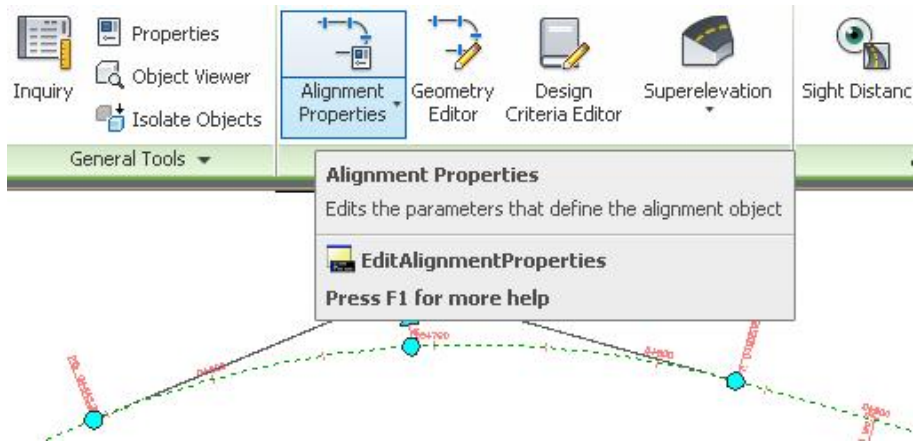 Inquiry
Properties
Object Viewer
Isolate Objects
General Tools
Alignment
Properties
Geometry
Editor
Design
Criteria Editor
Superelevation
Sight Distanc
Alignment Properties
Edits the parameters that define the alignment object
EditAlignmentProperties
Press F1 for more help